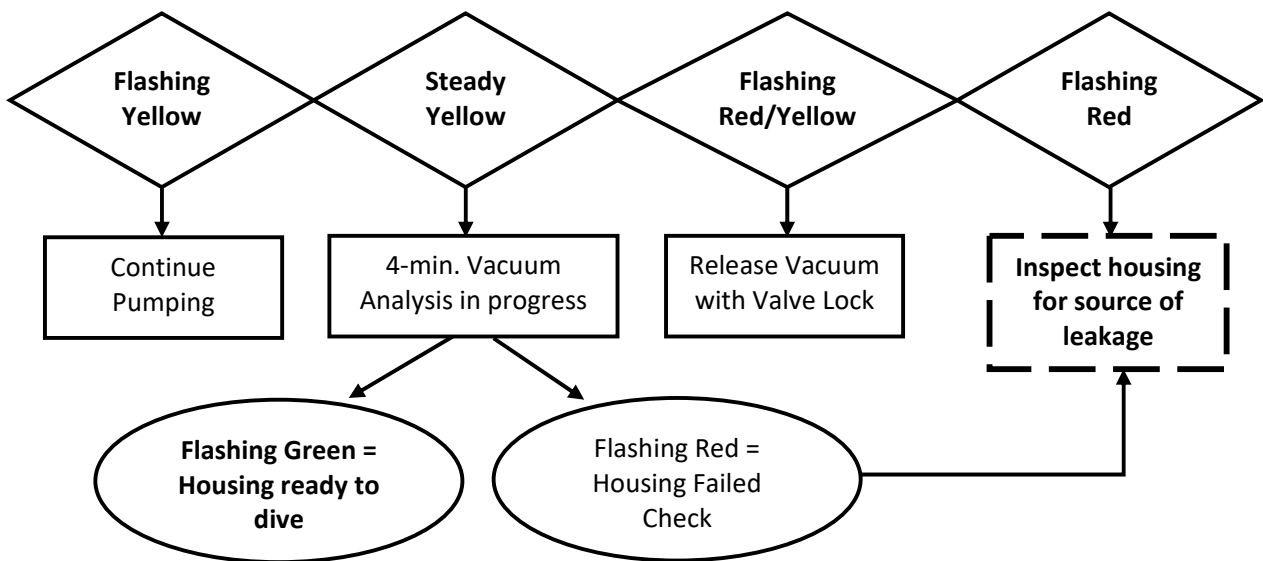 Flashing
Yellow
Steady
Yellow
Flashing
Red/Yellow
Flashing
Red
Continue
Pumping
4-min. Vacuum
Analysis in progress
Release Vacuum
with Valve Lock
Inspect housing
for source of
leakage
Flashing Green =
Housing ready to
dive
Flashing Red =
Housing Failed
Check